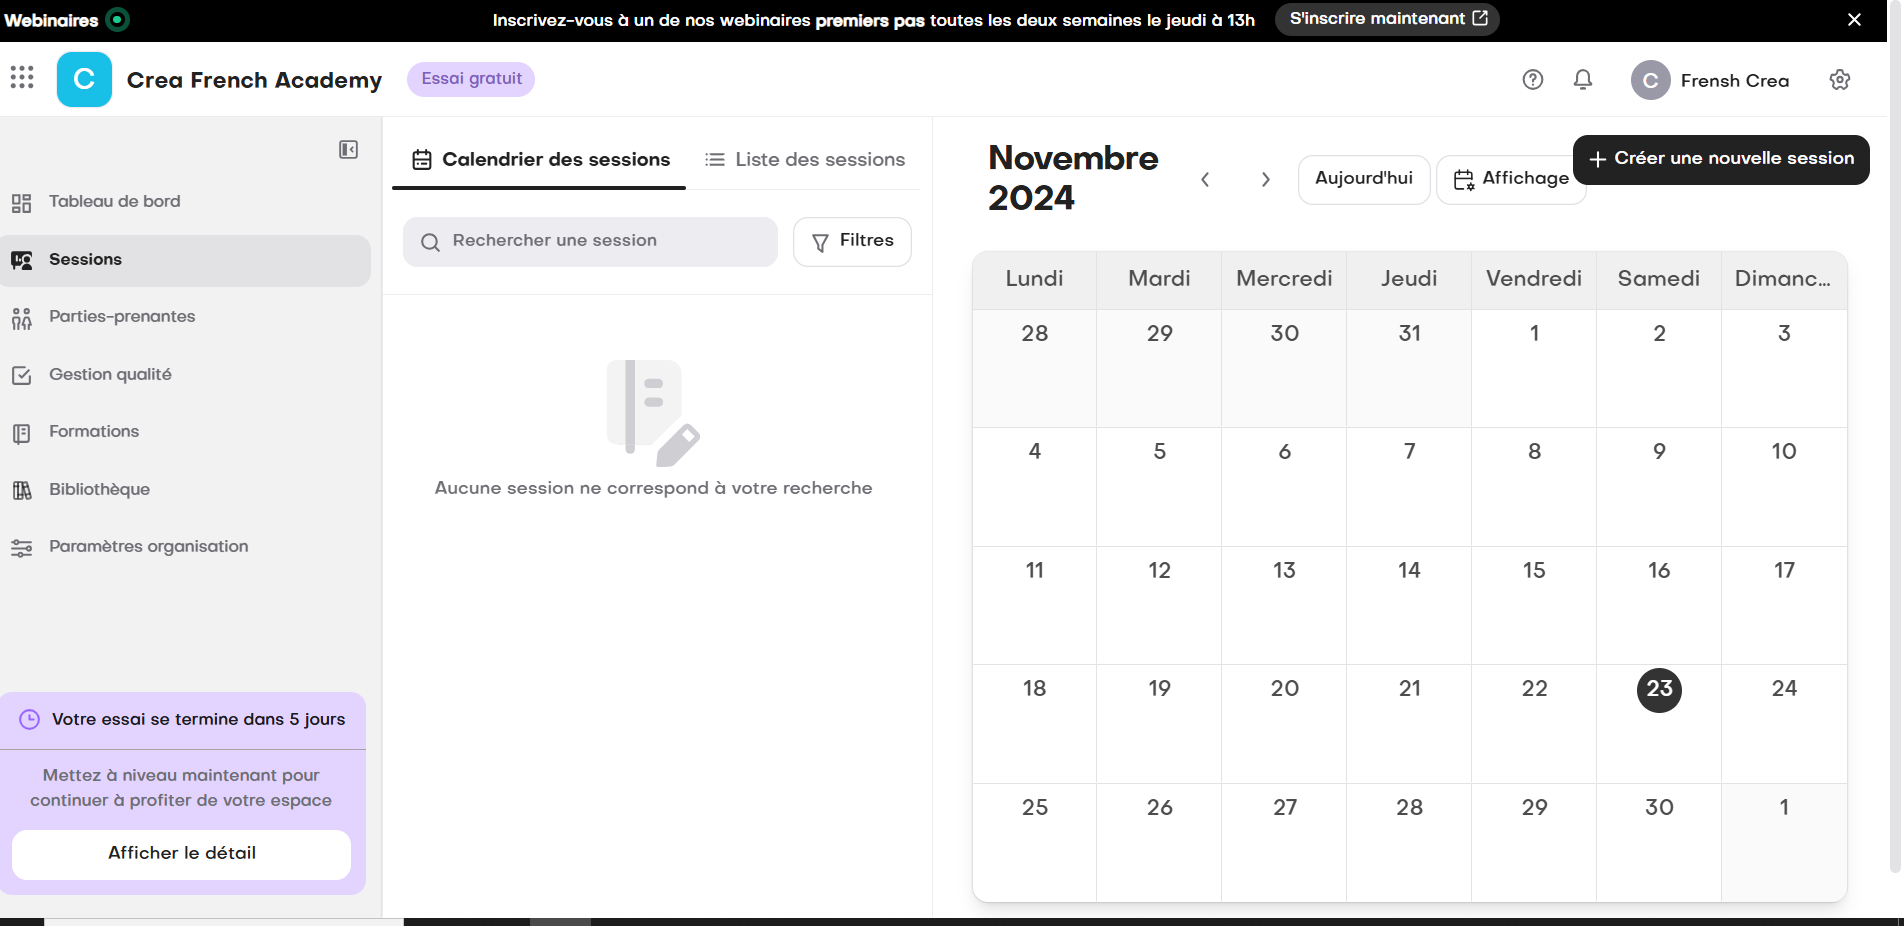 Webinaires
Inscrivez-vous à un de nos webinaires premiers pas toutes les deux semaines le jeudi à 13h
S'inscrire maintenant
C
Crea French Academy
Essai gratuit
C
Frensh Crea
Tableau de bord
Sessions
Parties-prenantes
Gestion qualité
Formations
Bibliothèque
Paramètres organisation
Votre essai se termine dans 5 jours
Mettez à niveau maintenant pour
continuer à profiter de votre espace
Afficher le détail
Calendrier des sessions
Liste des sessions
Rechercher une session
Filtres
Aucune session ne correspond à votre recherche
Novembre
2024
Aujourd'hui
Affichage
+ Créer une nouvelle session
Lundi Mardi Mercredi Jeudi Vendredi Samedi Dimanc...
28 29 30 31 1 2 3
4 5 6 7 8 9 10
11 12 13 14 15 16 17
18 19 20 21 22 23 24
25 26 27 28 29 30 1